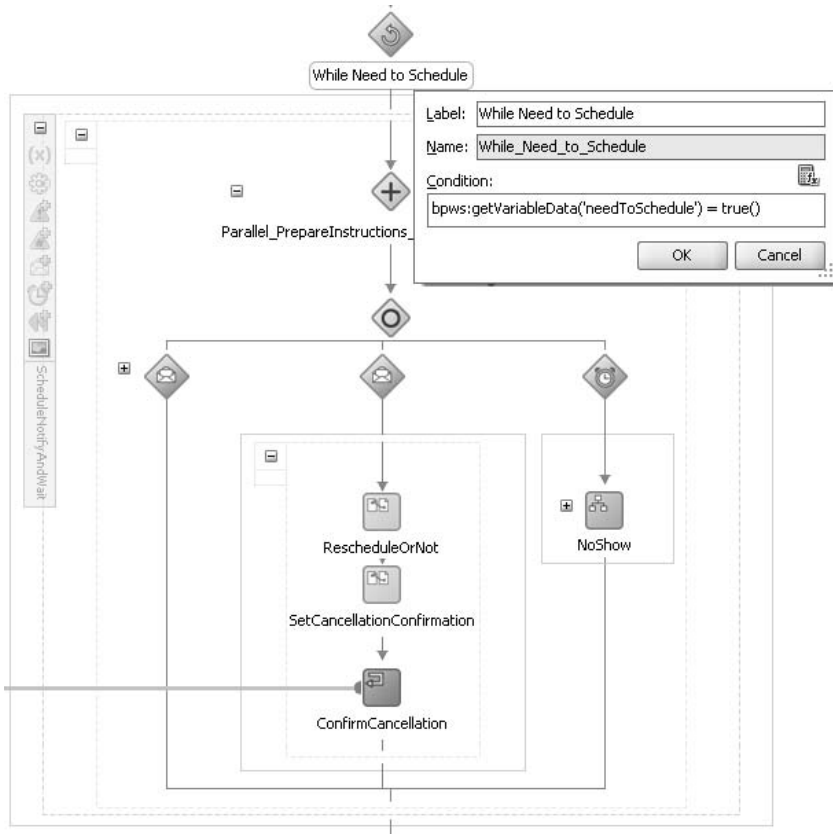 While Need to Schedule
Label: While Need to Schedule
Name: While_Need_to_Schedule
Condition:
bpws:getVariableData('needToSchedule') = true()
OK Cancel
Parallel_PrepareInstructions_
ScheduleNotifyAndWait
RescheduleOrNot
NoShow
SetCancellationConfirmation
ConfirmCancellation